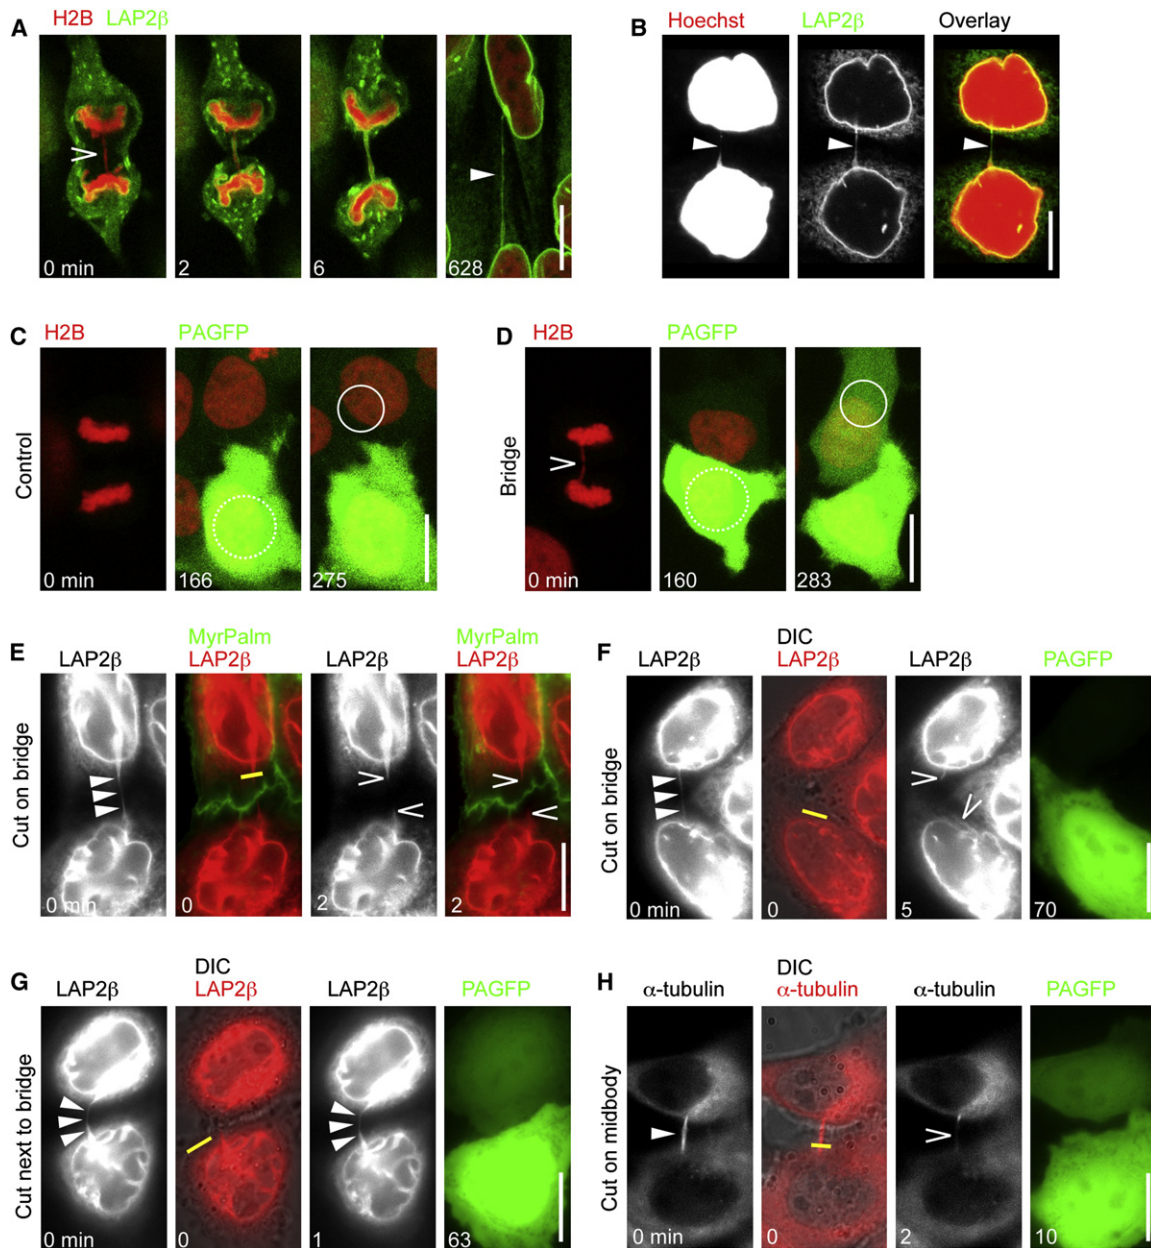 A
H2B LAP2β
0 min
2
6
628
B
Hoechst
LAP2β
Overlay
C
H2B
PAGFP
Control
0 min
166
275
D
H2B
PAGFP
Bridge
0 min
160
283
E
Cut on bridge
LAP2β
MyrPalm
LAP2β
LAP2β
MyrPalm
LAP2β
0 min
0
2
2
F
Cut on bridge
LAP2β
DIC
LAP2β
LAP2β
PAGFP
0 min
0
5
70
G
Cut next to bridge
LAP2β
DIC
LAP2β
LAP2β
PAGFP
0 min
0
1
63
H
Cut on midbody
α-tubulin
DIC
α-tubulin
α-tubulin
PAGFP
0 min
0
2
10